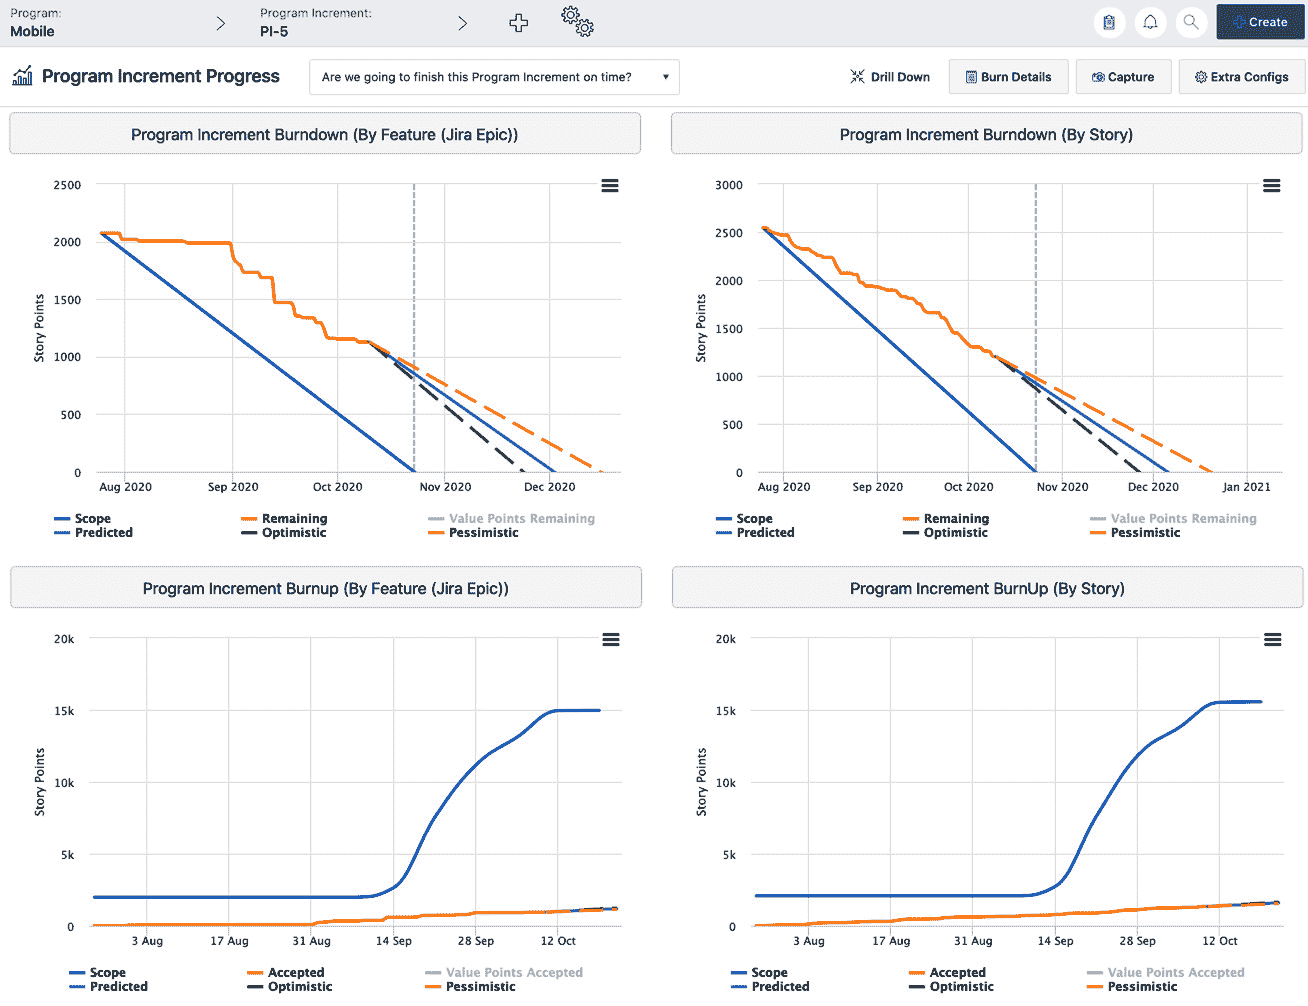 Program:
Mobile
Program Increment:
PI-5
Create
Program Increment Progress
Are we going to finish this Program Increment on time?
Drill Down
Burn Details
Capture
Extra Configs
Program Increment Burndown (By Feature (Jira Epic))
2500
2000
1500
1000
500
0
Story Points
Aug 2020 Sep 2020 Oct 2020 Nov 2020 Dec 2020
Scope Remaining Value Points Remaining
Predicted Optimistic Pessimistic
Program Increment Burndown (By Story)
3000
2500
2000
1500
1000
500
0
Story Points
Aug 2020 Sep 2020 Oct 2020 Nov 2020 Dec 2020 Jan 2021
Scope Remaining Value Points Remaining
Predicted Optimistic Pessimistic
Program Increment Burnup (By Feature (Jira Epic))
20k
15k
10k
5k
0
Story Points
3 Aug 17 Aug 31 Aug 14 Sep 28 Sep 12 Oct
Scope Accepted Value Points Accepted
Predicted Optimistic Pessimistic
Program Increment BurnUp (By Story)
20k
15k
10k
5k
0
Story Points
3 Aug 17 Aug 31 Aug 14 Sep 28 Sep 12 Oct
Scope Accepted Value Points Accepted
Predicted Optimistic Pessimistic